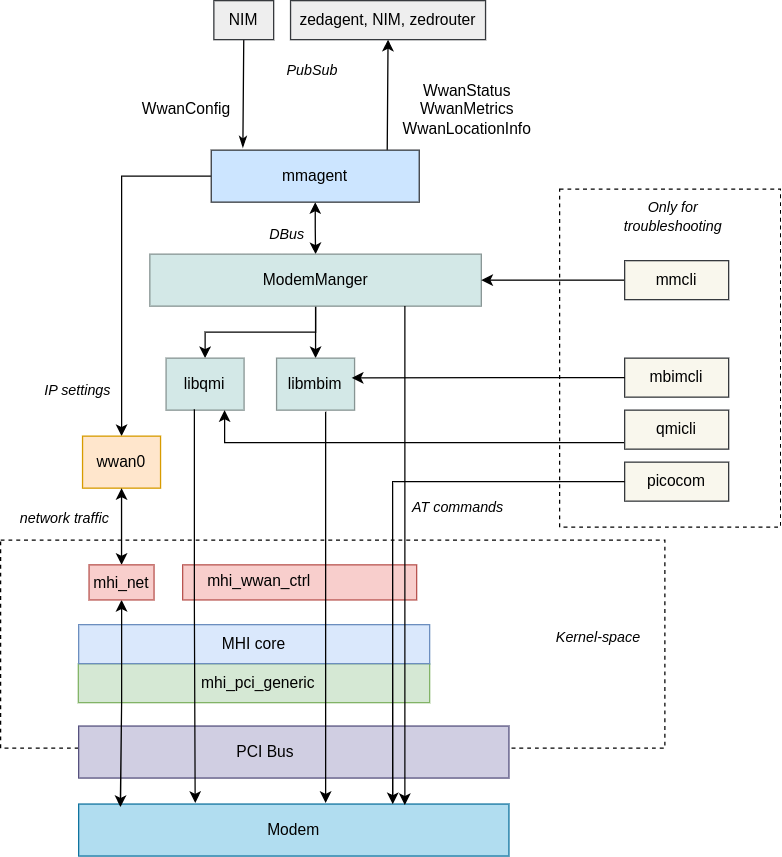 NIM
zedagent, NIM, zedrouter
PubSub
WwanConfig
WwanStatus
WwanMetrics
WwanLocationInfo
mmagent
DBus
Only for
troubleshooting
ModemManger
mmcli
libqmi
libmbim
mbimcli
IP settings
qmicli
wwan0
picocom
AT commands
network traffic
mhi_net
mhi_wwan_ctrl
Kernel-space
MHI core
mhi_pci_generic
PCI Bus
Modem